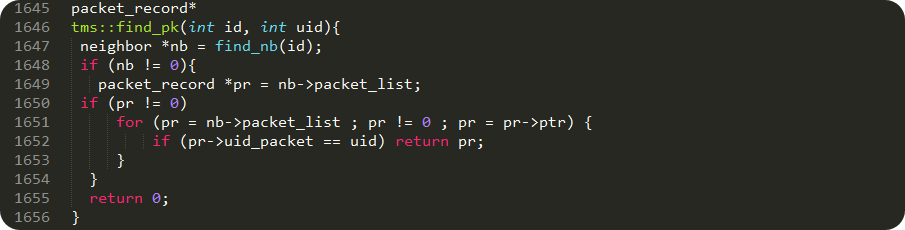 1645 packet_record*
1646 tms::find_pk(int id, int uid){
1647  neighbor *nb = find_nb(id);
1648  if (nb != 0){
1649    packet_record *pr = nb->packet_list;
1650  if (pr != 0)
1651      for (pr = nb->packet_list ; pr != 0 ; pr = pr->ptr) {
1652          if (pr->uid_packet == uid) return pr;
1653      }
1654   }
1655   return 0;
1656 }